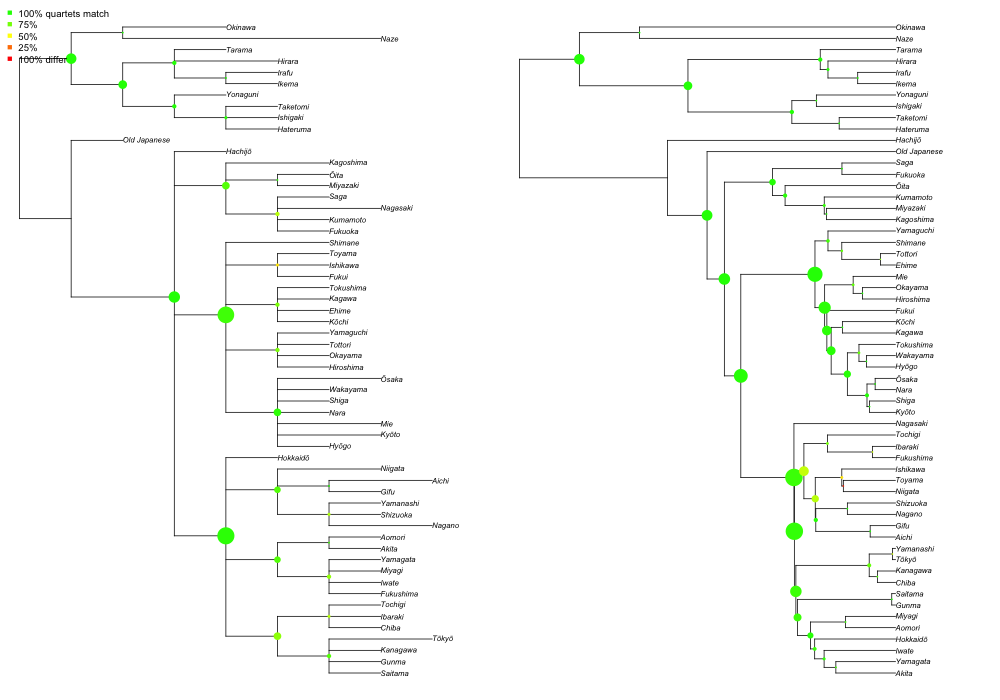 100% quartets match
75%
50%
25%
100% differ
Okinawa
Naze
Tarama
Hirara
Irafu
Ikema
Yonaguni
Taketomi
Ishigaki
Hateruma
Old Japanese
Hachijō
Kagoshima
Ōita
Miyazaki
Saga
Nagasaki
Kumamoto
Fukuoka
Shimane
Toyama
Ishikawa
Fukui
Tokushima
Kagawa
Ehime
Kōchi
Yamaguchi
Tottori
Okayama
Hiroshima
Ōsaka
Wakayama
Shiga
Nara
Mie
Kyōto
Hyōgo
Hokkaidō
Niigata
Aichi
Gifu
Yamanashi
Shizuoka
Nagano
Aomori
Akita
Yamagata
Miyagi
Iwate
Fukushima
Tochigi
Ibaraki
Chiba
Tōkyō
Kanagawa
Gunma
Saitama
Okinawa
Naze
Tarama
Hirara
Irafu
Ikema
Yonaguni
Ishigaki
Taketomi
Hateruma
Hachijō
Old Japanese
Saga
Fukuoka
Ōita
Kumamoto
Miyazaki
Kagoshima
Yamaguchi
Shimane
Tottori
Ehime
Mie
Okayama
Hiroshima
Fukui
Kōchi
Kagawa
Tokushima
Wakayama
Hyōgo
Ōsaka
Nara
Shiga
Kyōto
Nagasaki
Tochigi
Ibaraki
Fukushima
Ishikawa
Toyama
Niigata
Shizuoka
Nagano
Gifu
Aichi
Yamanashi
Tōkyō
Kanagawa
Chiba
Saitama
Gunma
Miyagi
Aomori
Hokkaidō
Iwate
Yamagata
Akita